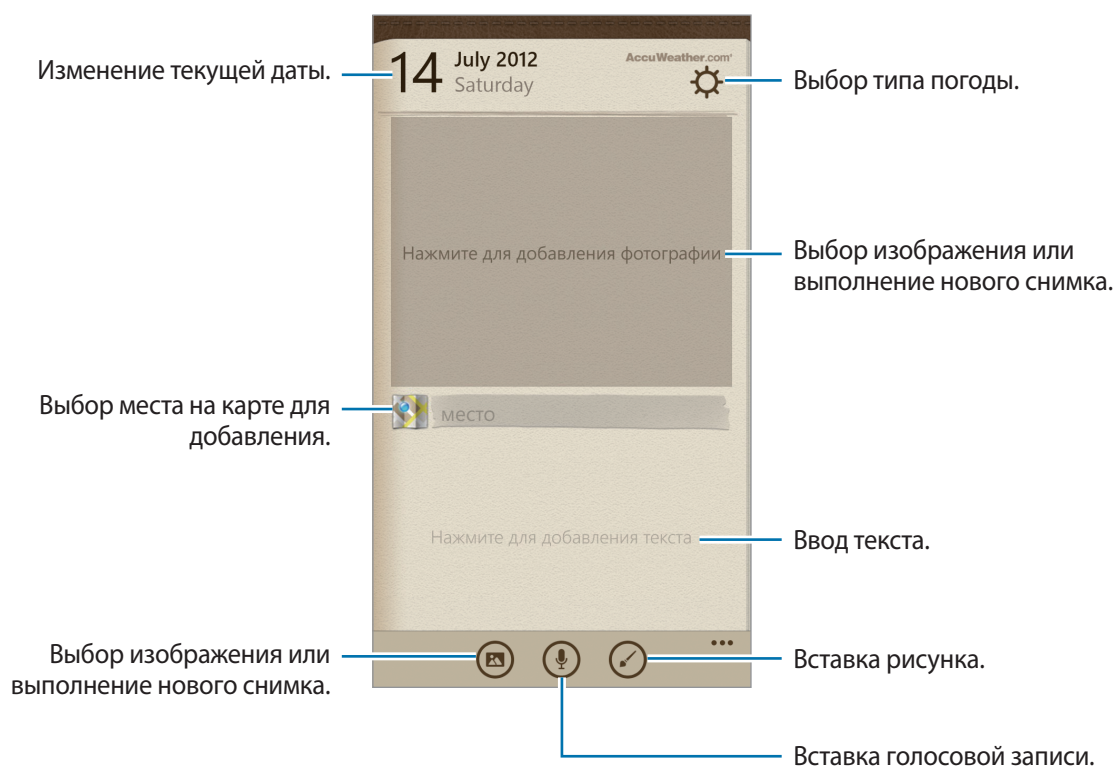 Изменение текущей даты.
14
July 2012
Saturday
AccuWeather.com
Выбор типа погоды.
Нажмите для добавления фотографии
Выбор изображения или
выполнение нового снимка.
Выбор места на карте для
добавления.
место
Нажмите для добавления текста
Ввод текста.
Выбор изображения или
выполнение нового снимка.
Вставка рисунка.
Вставка голосовой записи.